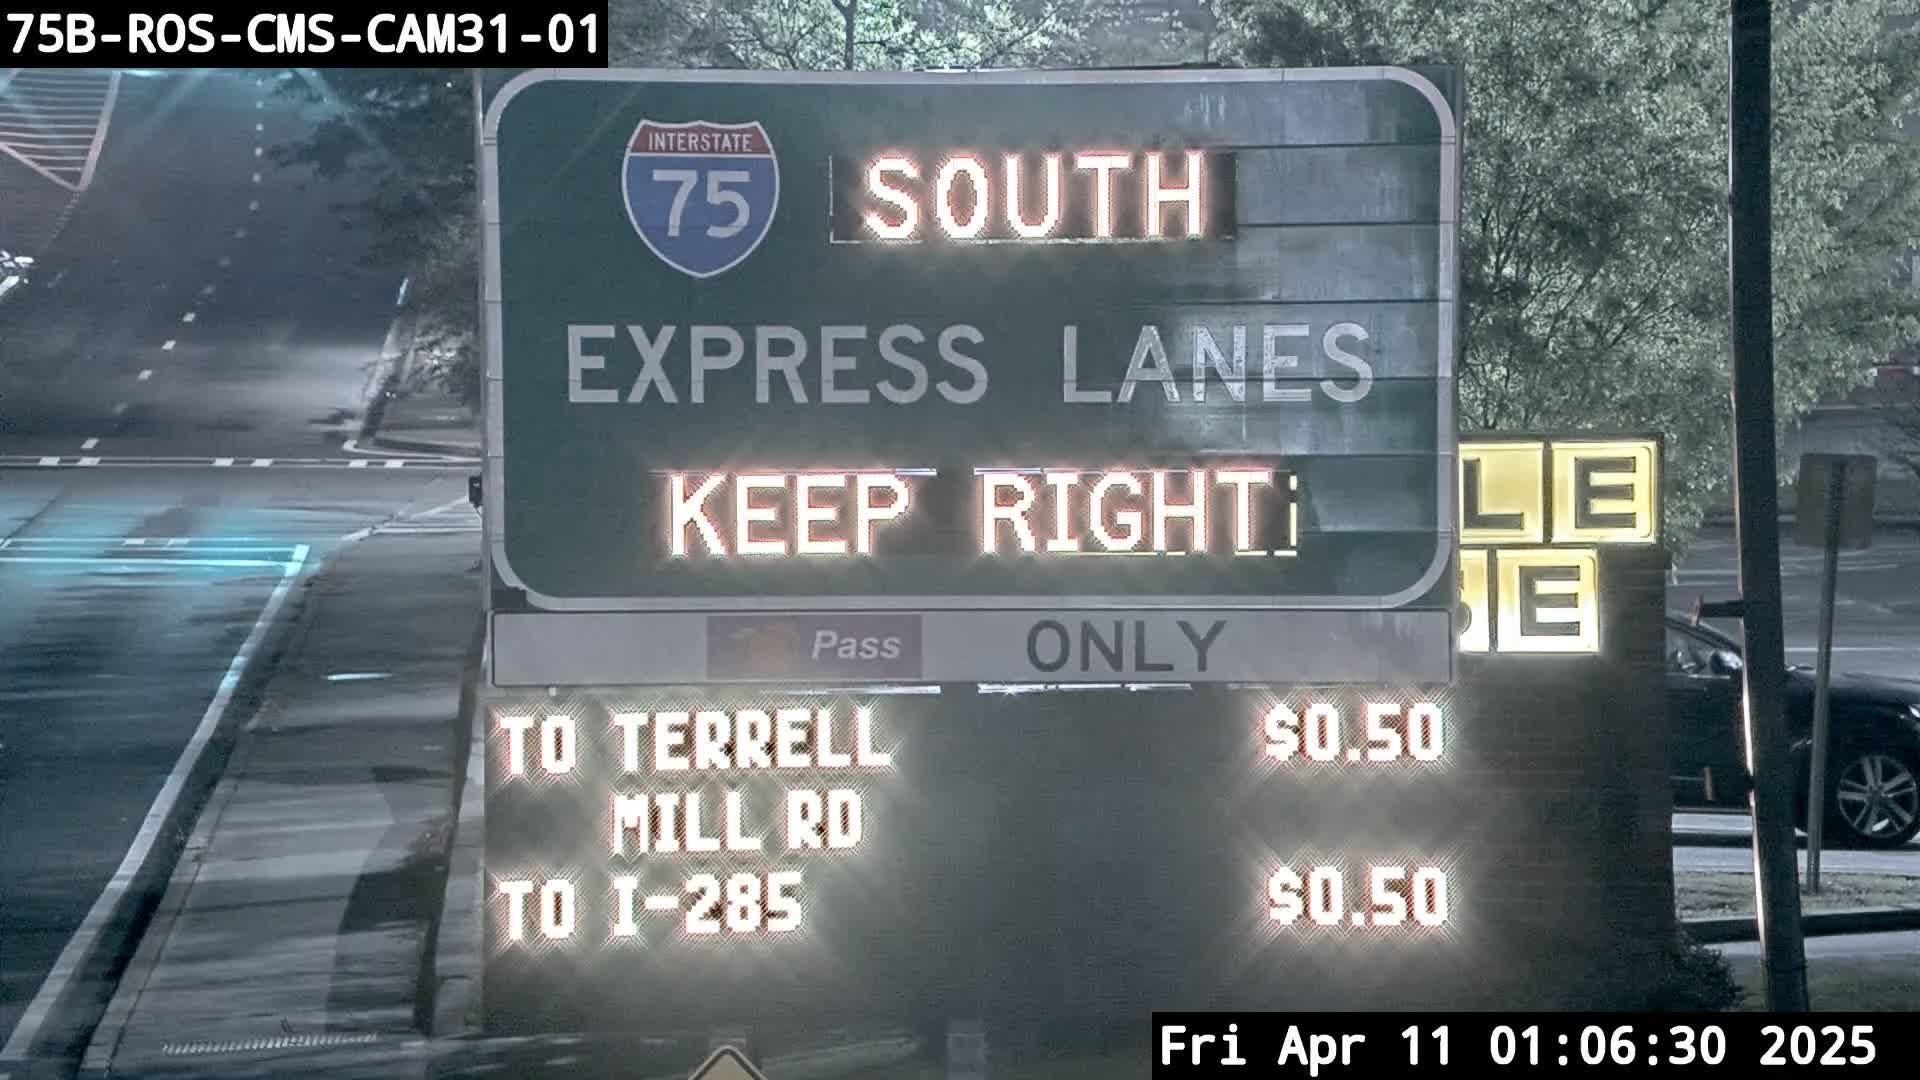 75B-ROS-CMS-CAM31-01
INTERSTATE
75
SOUTH
EXPRESS LANES
KEEP RIGHT
Pass ONLY
TO TERRELL $0.50
MILL RD
TO I-285 $0.50
LE
E
Fri Apr 11 01:06:30 2025